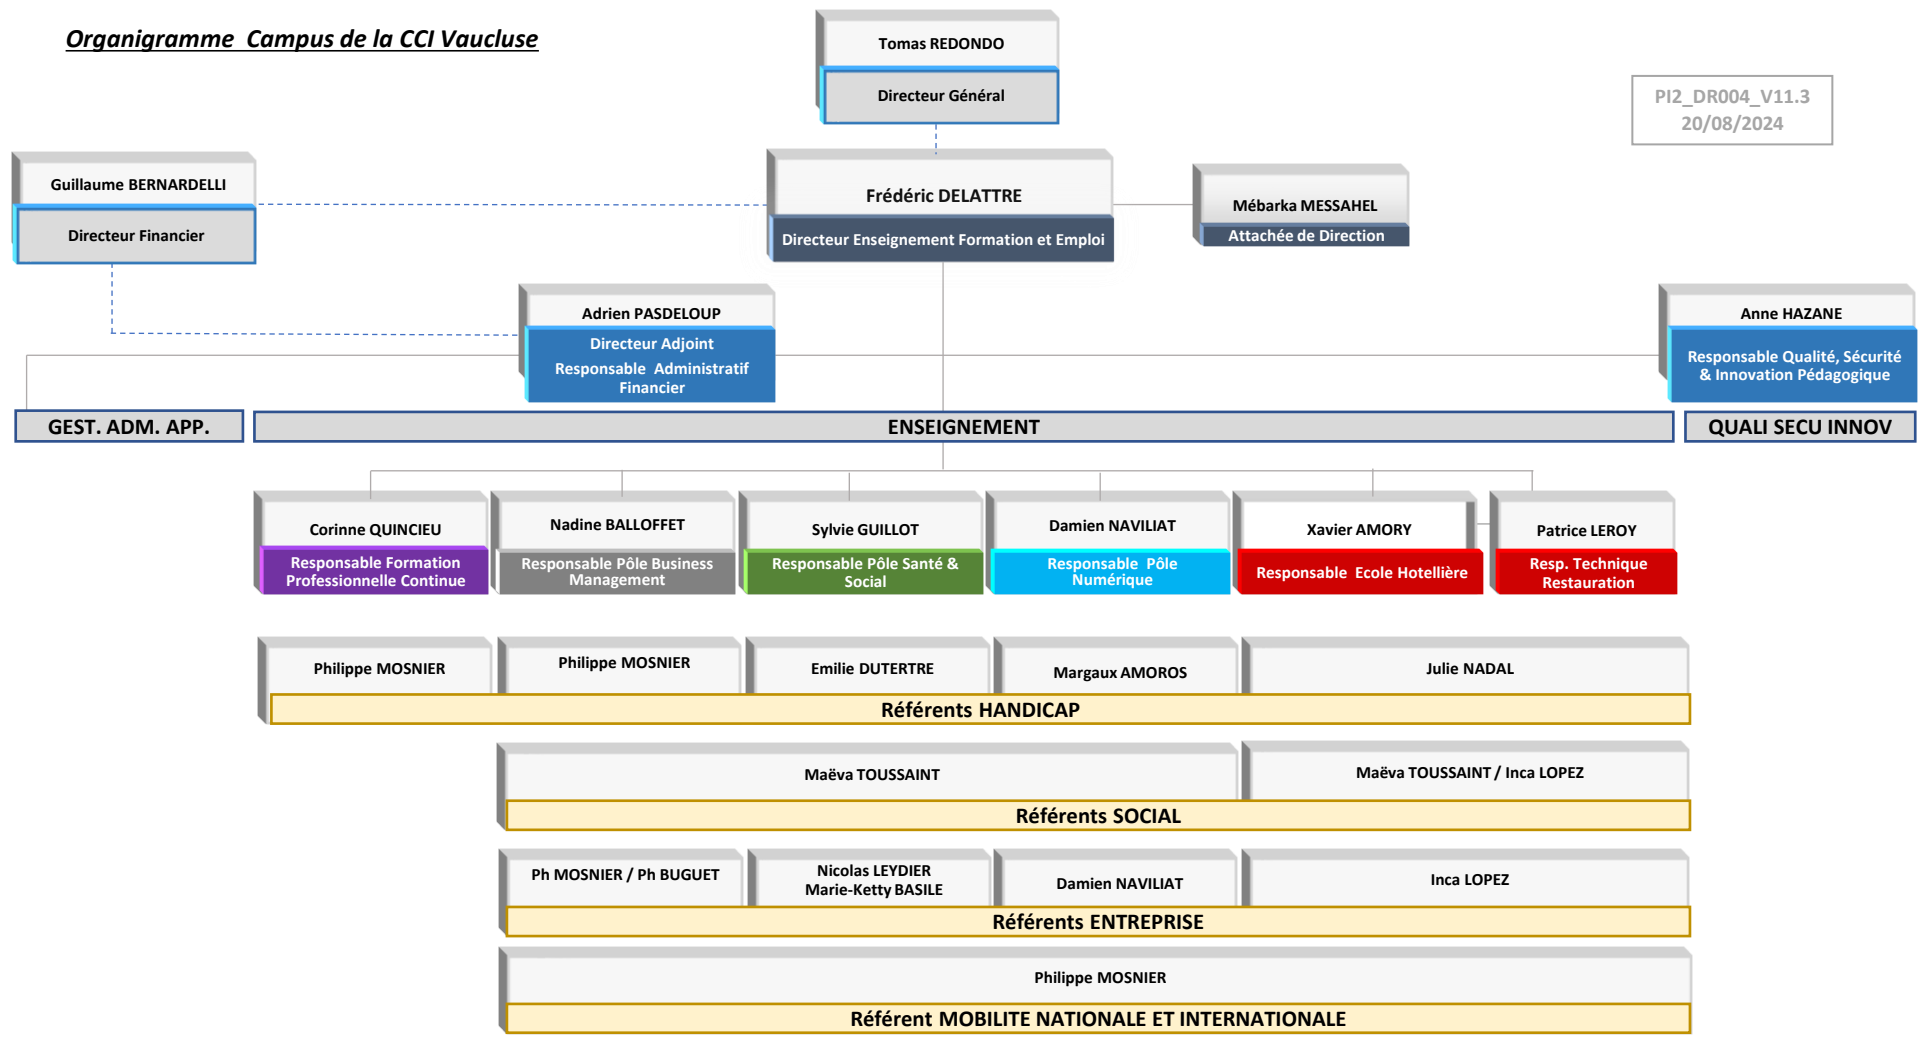 Organigramme Campus de la CCI Vaucluse
Tomas REDONDO
Directeur Général
PI2_DR004_V11.3
20/08/2024
Guillaume BERNARDELLI
Directeur Financier
Frédéric DELATTRE
Directeur Enseignement Formation et Emploi
Mébarka MESSAHEL
Attachée de Direction
Adrien PASDELOUP
Directeur Adjoint
Responsable Administratif
Financier
Anne HAZANE
Responsable Qualité, Sécurité
& Innovation Pédagogique
GEST. ADM. APP.
ENSEIGNEMENT
QUALI SECU INNOV
Corinne QUINCIEU
Responsable Formation
Professionnelle Continue
Nadine BALLOFFET
Responsable Pôle Business
Management
Sylvie GUILLOT
Responsable Pôle Santé &
Social
Damien NAVILIAT
Responsable Pôle
Numérique
Xavier AMORY
Responsable Ecole Hotellière
Patrice LEROY
Resp. Technique
Restauration
Philippe MOSNIER
Philippe MOSNIER
Emilie DUTERTRE
Margaux AMOROS
Julie NADAL
Référents HANDICAP
Maëva TOUSSAINT
Maëva TOUSSAINT / Inca LOPEZ
Référents SOCIAL
Ph MOSNIER / Ph BUGUET
Nicolas LEYDIER
Marie-Ketty BASILE
Damien NAVILIAT
Inca LOPEZ
Référents ENTREPRISE
Philippe MOSNIER
Référent MOBILITE NATIONALE ET INTERNATIONALE